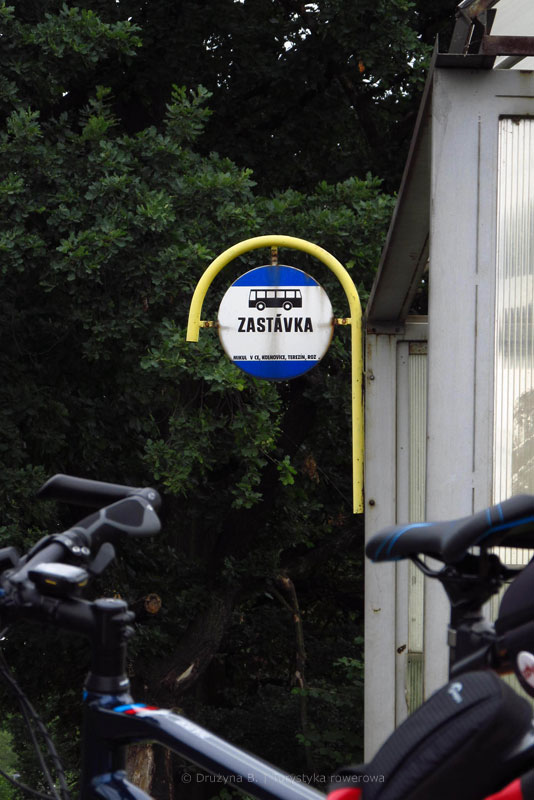 ZASTÁVKA
KOSNOVICE, TEREZÍN, ROZ
© Drużyna B. Turystyka rowerowa